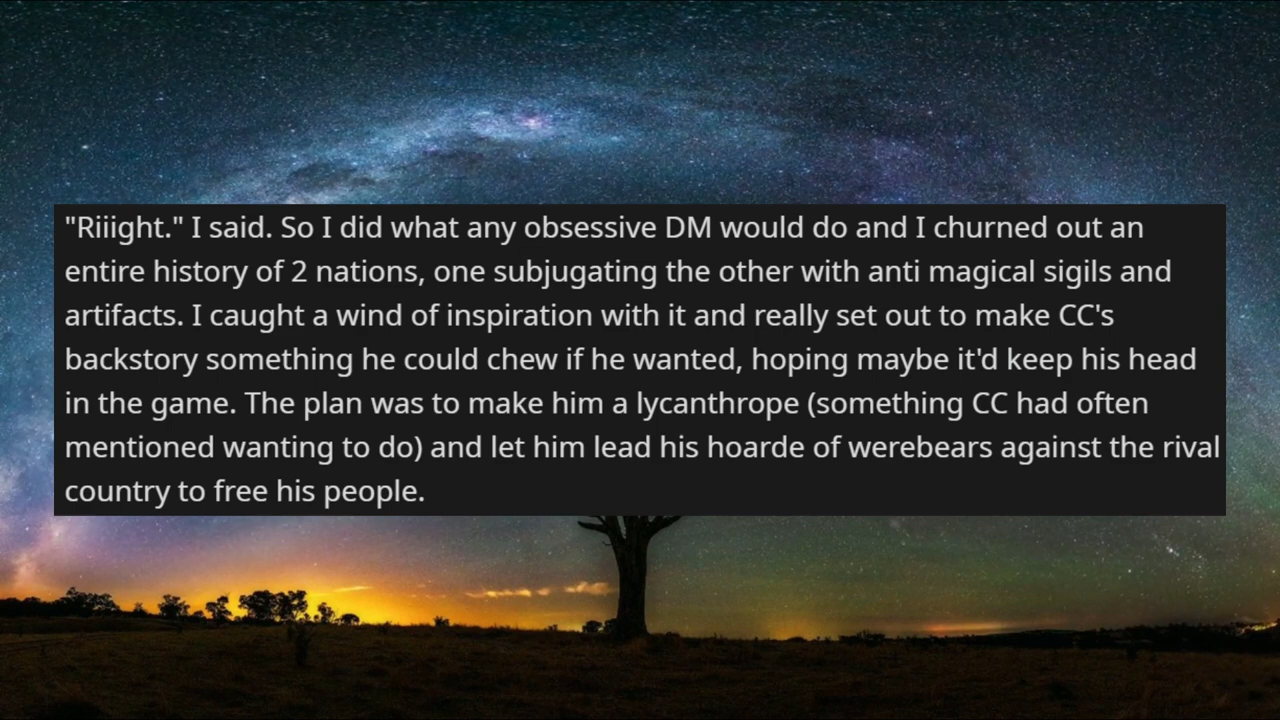 "Riiight." I said. So I did what any obsessive DM would do and I churned out an
entire history of 2 nations, one subjugating the other with anti magical sigils and
artifacts. I caught a wind of inspiration with it and really set out to make CC's
backstory something he could chew if he wanted, hoping maybe it'd keep his head
in the game. The plan was to make him a lycanthrope (something CC had often
mentioned wanting to do) and let him lead his hoarde of werebears against the rival
country to free his people.